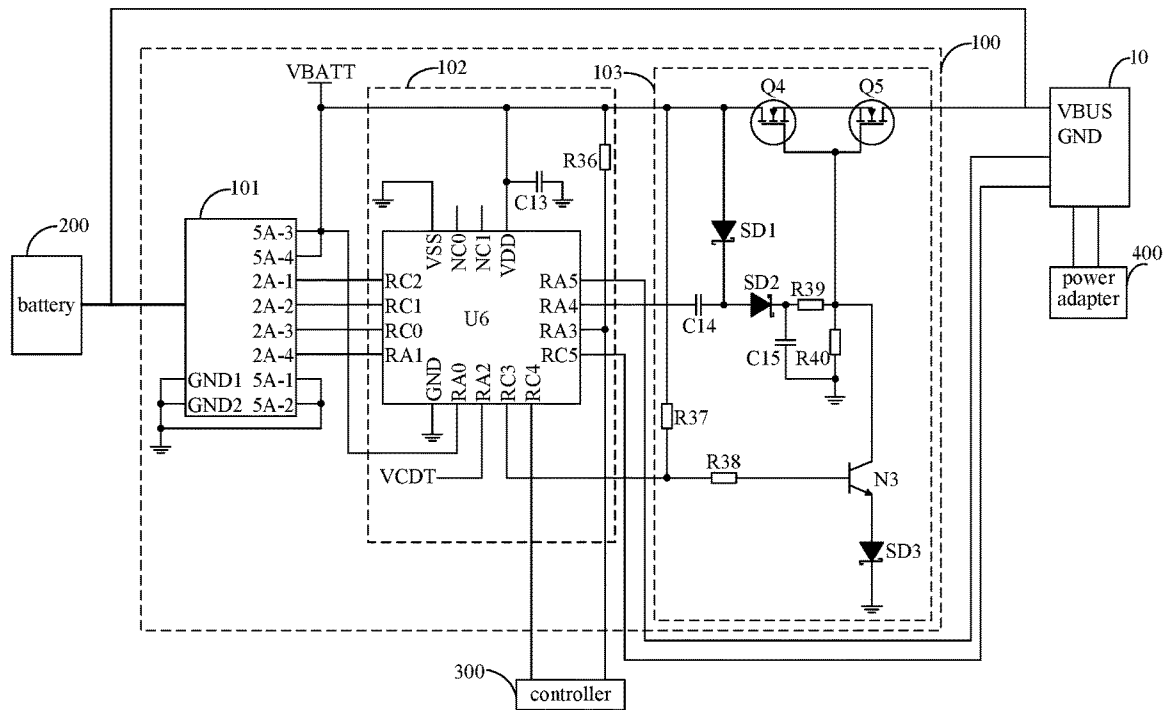 100
10
VBATT
102
103
Q4
Q5
VBUS
GND
R36
C13
101
200
SD1
5A-3
5A-4
2A-1
2A-2
2A-3
2A-4
5A-1
5A-2
GND1
GND2
battery
VSS
NC0
NC1
VDD
RC2
RC1
RC0
RA1
U6
RA5
RA4
RA3
RC5
GND
RA0
RA2
RC3
RC4
SD2
R39
C14
C15
R40
400
power
adapter
R37
VCDT
R38
N3
SD3
300
controller